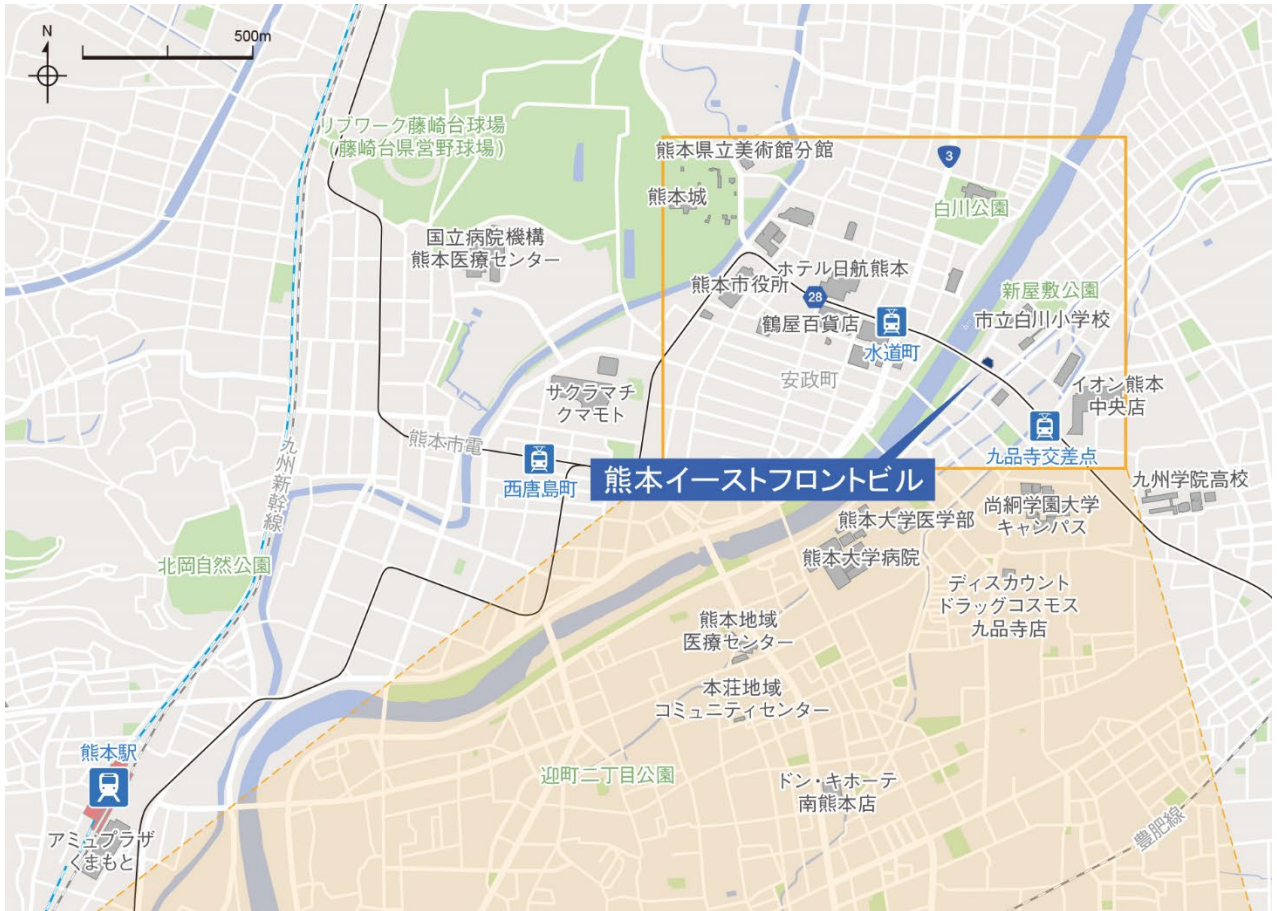 N
500m
リブワーク藤崎台球場
(藤崎台県営野球場)
熊本県立美術館分館
3
熊本城
白川公園
国立病院機構
熊本医療センター
ホテル日航熊本
熊本市役所
28
新屋敷公園
鶴屋百貨店
市立白川小学校
水道町
安政町
サクラマチ
クマモト
イオン熊本
中央店
熊本市電
九品寺交差点
西唐島町
熊本イーストフロントビル
九州学院高校
九州新幹線
尚絅学園大学
キャンパス
熊本大学医学部
熊本大学病院
北岡自然公園
ディスカウント
ドラッグコスモス
九品寺店
熊本地域
医療センター
本荘地域
コミュニティセンター
熊本駅
迎町二丁目公園
ドン・キホーテ
南熊本店
豊肥線
アミュプラザ
くまもと